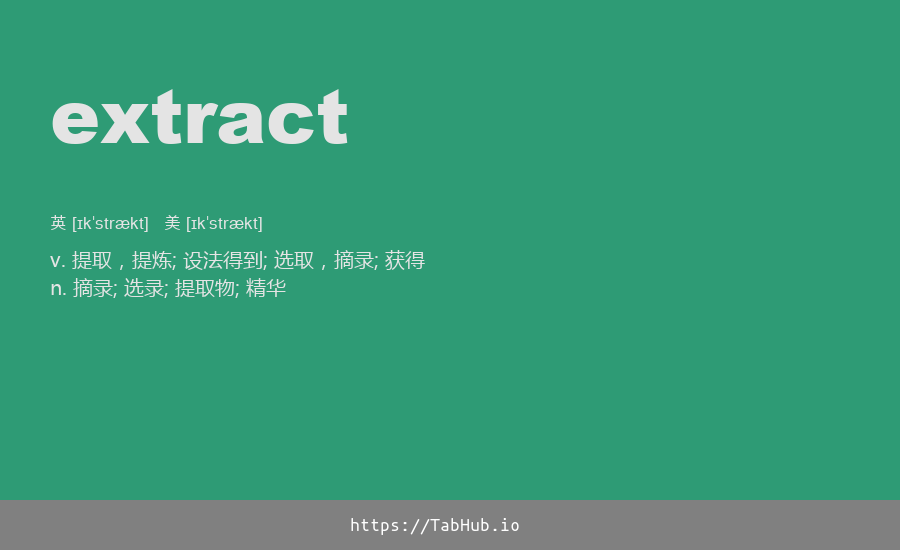 extract
英 [ɪkˈstrækt] 美 [ɪkˈstrækt]
v. 提取，提炼; 设法得到; 选取，摘录; 获得
n. 摘录; 选录; 提取物; 精华
https://TabHub.io